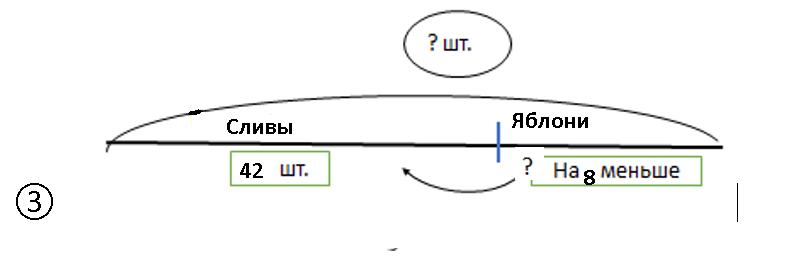 ? шт.
Сливы
Яблони
42 шт.
? На 8 меньше
3